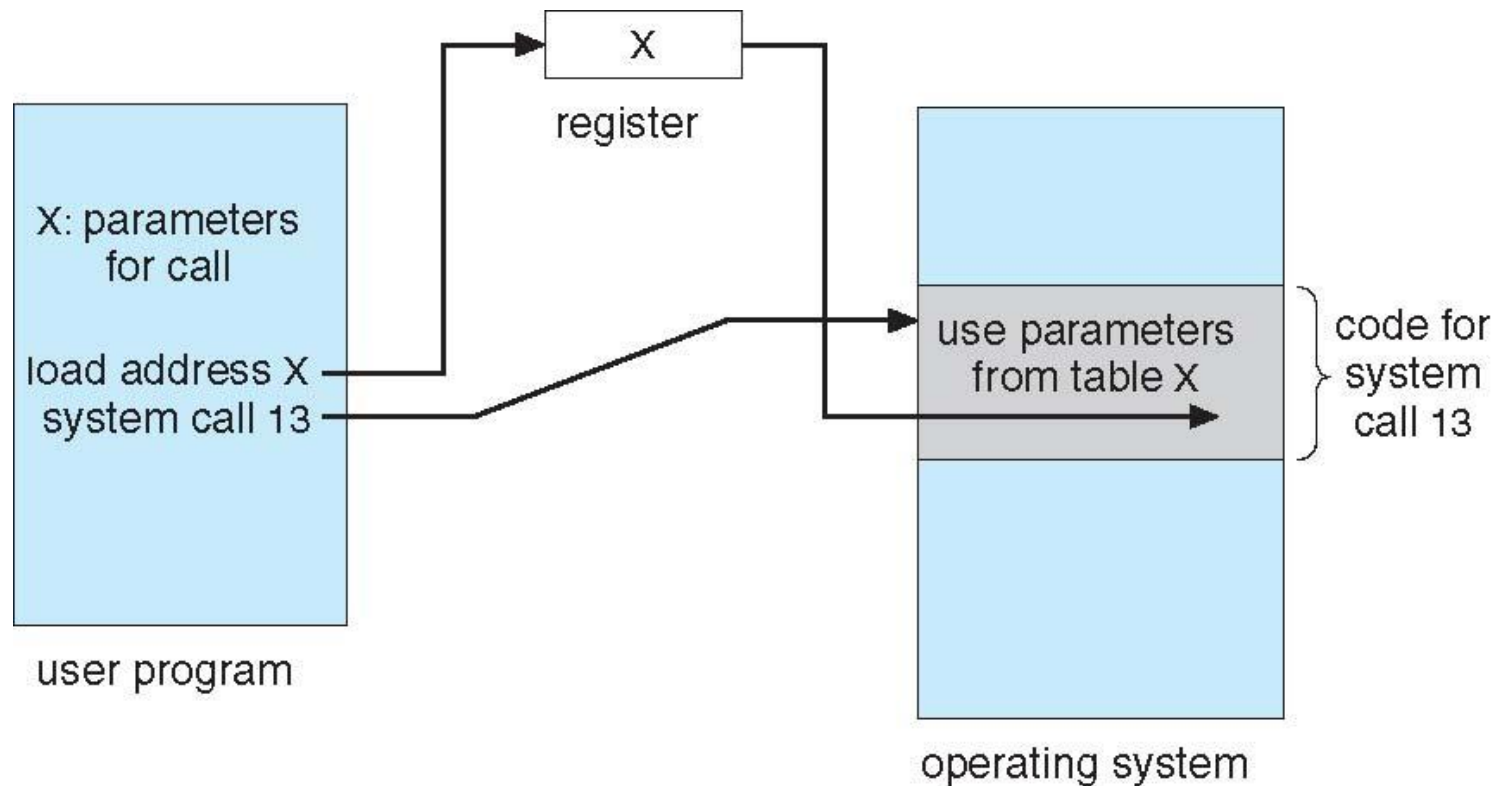 X
register
X: parameters
for call
load address X
system call 13
user program
use parameters
from table X
code for
system
call 13
operating system